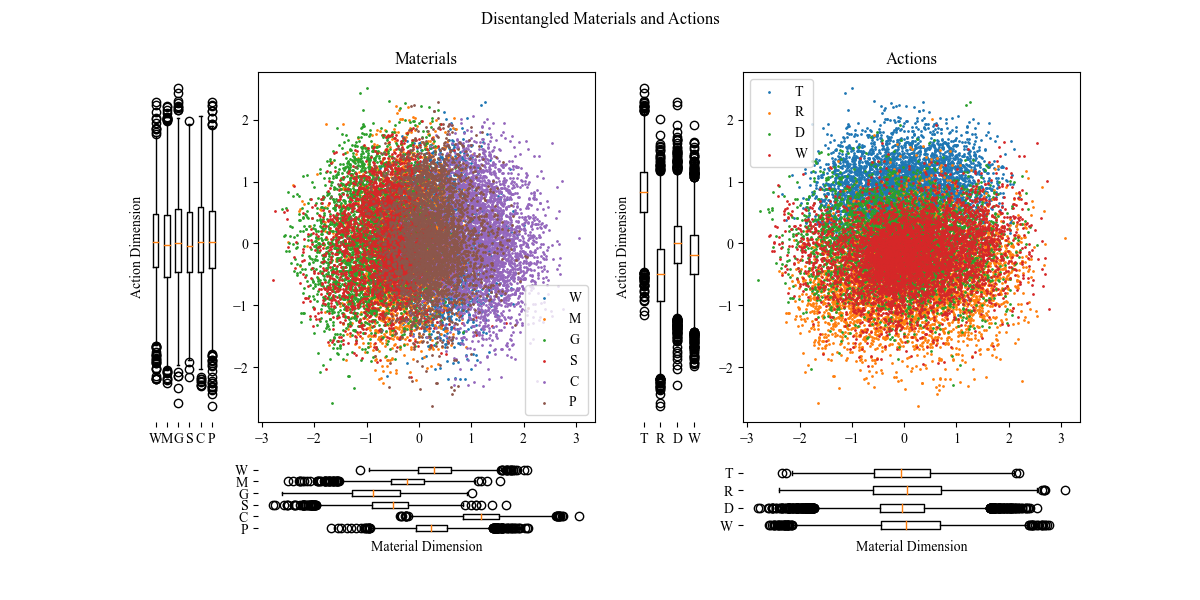 Disentangled Materials and Actions
Materials
Actions
Action Dimension
2
1
0
−1
−2
W
M
G
S
C
P
W M G S C P
−3 −2 −1 0 1 2 3
W
M
G
S
C
P
Material Dimension
Action Dimension
2
1
0
−1
−2
T
R
D
W
T R D W
−3 −2 −1 0 1 2 3
T
R
D
W
Material Dimension